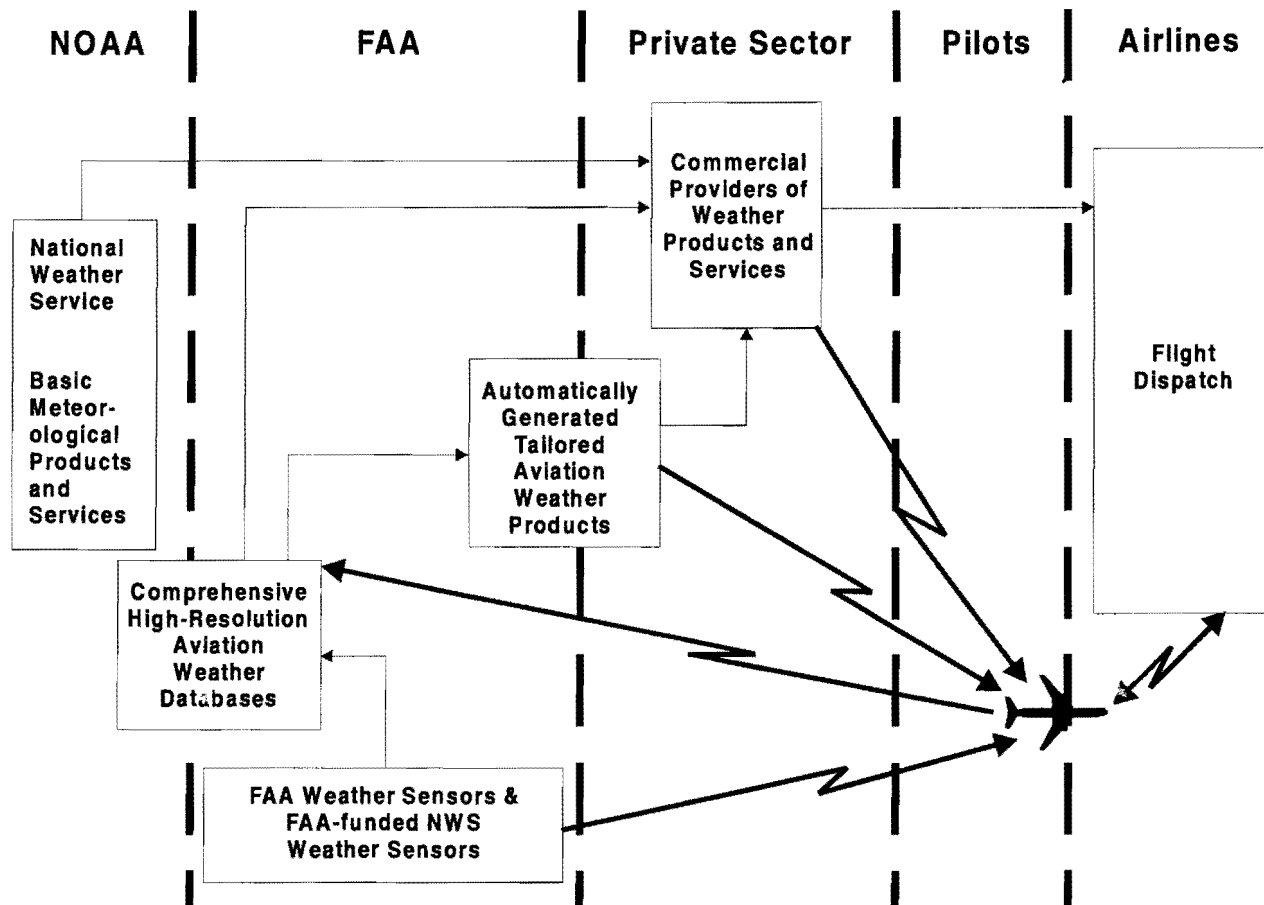 NOAA FAA Private Sector Pilots Airlines
Commercial
Providers of
Weather
Products and
Services
National
Weather
Service
Basic
Meteor-
ological
Products
and
Services
Flight
Dispatch
Automatically
Generated
Tailored
Aviation
Weather
Products
Comprehensive
High-Resolution
Aviation
Weather
Databases
FAA Weather Sensors &
FAA-funded NWS
Weather Sensors